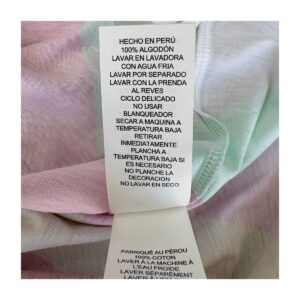 HECHO EN PERÚ
100% ALGODÓN
LAVAR EN LAVADORA
CON AGUA FRIA
LAVAR POR SEPARADO
LAVAR CON LA PRENDA
AL REVES
CICLO DELICADO
NO USAR
BLANQUEADOR
SECAR A MAQUINA A
TEMPERATURA BAJA
RETIRAR
INMEDIATAMENTE
PLANCHA A
TEMPERATURA BAJA SI
ES NECESARIO
NO PLANCHE LA
DECORACION
NO LAVAR EN SECO
FABRIQUÉ AU PÉROU
100% COTON
LAVER À LA MACHINE À
L'EAU FROIDE
LAVER SÉPARÉMENT